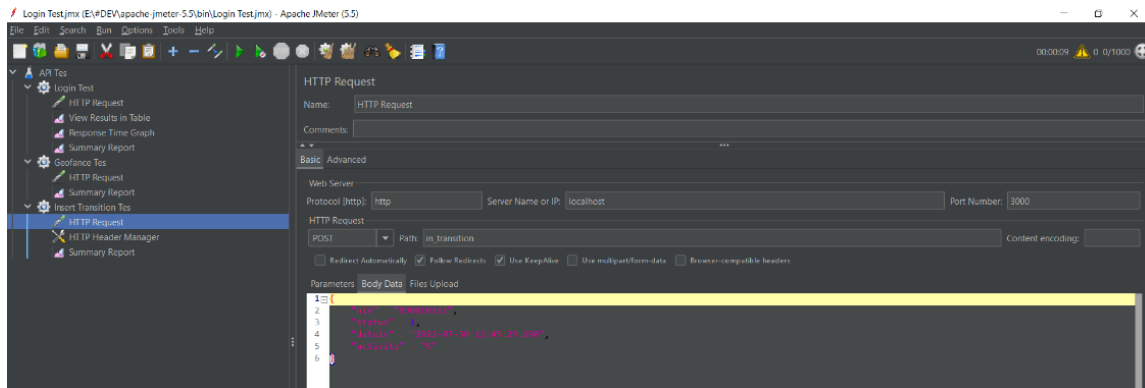 Login Test.jmx (E:\#DEV\apache-jmeter-5.5\bin\Login Test.jmx) - Apache JMeter (5.5)
File Edit Search Run Options Tools Help
00:00:09 0 0/1000
API Tes
Login Test
HTTP Request
View Results in Table
Response Time Graph
Summary Report
Geofance Tes
HTTP Request
Summary Report
Insert Transition Tes
HTTP Request
HTTP Header Manager
Summary Report
HTTP Request
Name: HTTP Request
Comments:
Basic Advanced
Web Server
Protocol [http]: http Server Name or IP: localhost Port Number: 3000
HTTP Request
POST Path: in_transition Content encoding:
Redirect Automatically Follow Redirects Use KeepAlive Use multipart/form-data Browser-compatible headers
Parameters Body Data Files Upload
1 {
2
3 "status"
4
5 "activity"
6 }